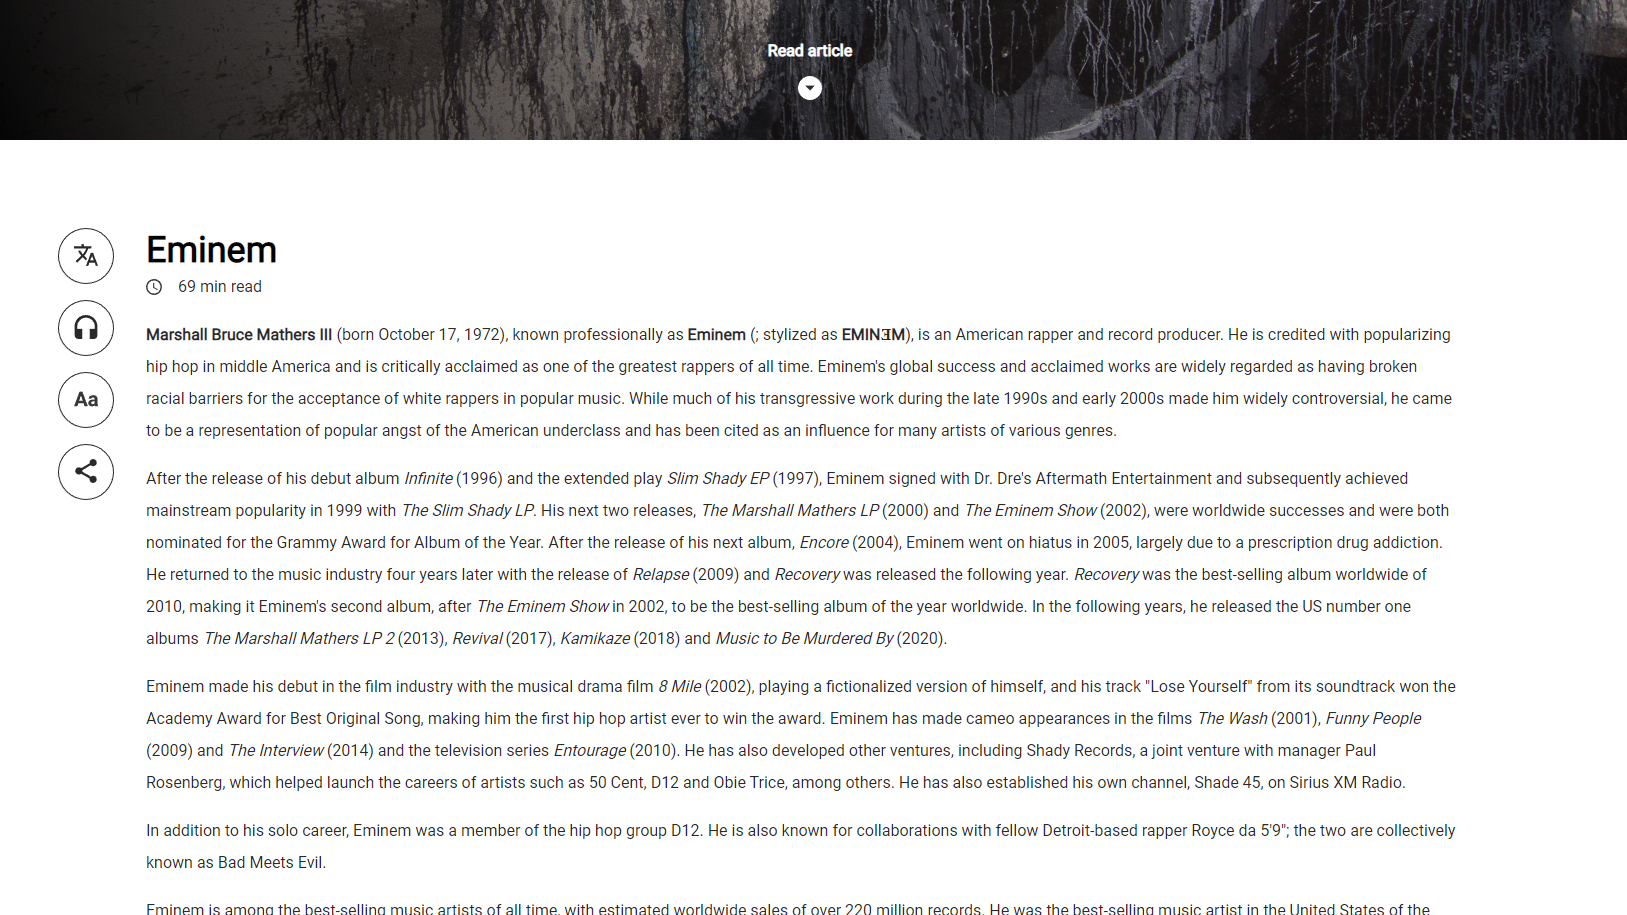 Read article
Eminem
69 min read
Marshall Bruce Mathers III (born October 17, 1972), known professionally as Eminem (; stylized as EMINƎM), is an American rapper and record producer. He is credited with popularizing
hip hop in middle America and is critically acclaimed as one of the greatest rappers of all time. Eminem's global success and acclaimed works are widely regarded as having broken
racial barriers for the acceptance of white rappers in popular music. While much of his transgressive work during the late 1990s and early 2000s made him widely controversial, he came
to be a representation of popular angst of the American underclass and has been cited as an influence for many artists of various genres.
After the release of his debut album Infinite (1996) and the extended play Slim Shady EP (1997), Eminem signed with Dr. Dre's Aftermath Entertainment and subsequently achieved
mainstream popularity in 1999 with The Slim Shady LP. His next two releases, The Marshall Mathers LP (2000) and The Eminem Show (2002), were worldwide successes and were both
nominated for the Grammy Award for Album of the Year. After the release of his next album, Encore (2004), Eminem went on hiatus in 2005, largely due to a prescription drug addiction.
He returned to the music industry four years later with the release of Relapse (2009) and Recovery was released the following year. Recovery was the best-selling album worldwide of
2010, making it Eminem's second album, after The Eminem Show in 2002, to be the best-selling album of the year worldwide. In the following years, he released the US number one
albums The Marshall Mathers LP 2 (2013), Revival (2017), Kamikaze (2018) and Music to Be Murdered By (2020).
Eminem made his debut in the film industry with the musical drama film 8 Mile (2002), playing a fictionalized version of himself, and his track "Lose Yourself" from its soundtrack won the
Academy Award for Best Original Song, making him the first hip hop artist ever to win the award. Eminem has made cameo appearances in the films The Wash (2001), Funny People
(2009) and The Interview (2014) and the television series Entourage (2010). He has also developed other ventures, including Shady Records, a joint venture with manager Paul
Rosenberg, which helped launch the careers of artists such as 50 Cent, D12 and Obie Trice, among others. He has also established his own channel, Shade 45, on Sirius XM Radio.
In addition to his solo career, Eminem was a member of the hip hop group D12. He is also known for collaborations with fellow Detroit-based rapper Royce da 5'9"; the two are collectively
known as Bad Meets Evil.
Eminem is among the best-selling music artists of all time, with estimated worldwide sales of over 220 million records. He was the best-selling music artist in the United States of the
Aa